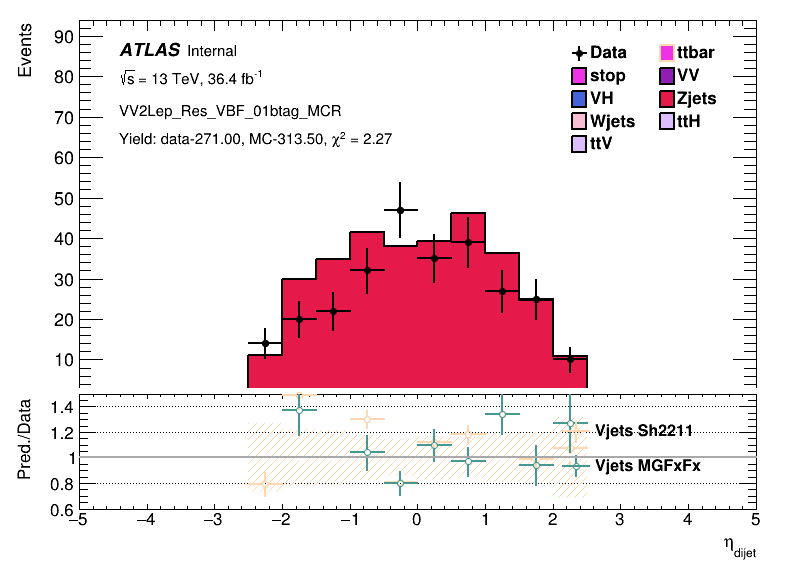 Events
90
80
70
60
50
40
30
20
10
ATLAS Internal
√s = 13 TeV, 36.4 fb⁻¹
VV2Lep_Res_VBF_01btag_MCR
Yield: data-271.00, MC-313.50, χ² = 2.27
Data ttbar
stop VV
VH Zjets
Wjets ttH
ttV
Pred./Data
1.4
1.2
1
0.8
0.6
Vjets Sh2211
Vjets MGFxFx
−5 −4 −3 −2 −1 0 1 2 3 4 5
η dijet